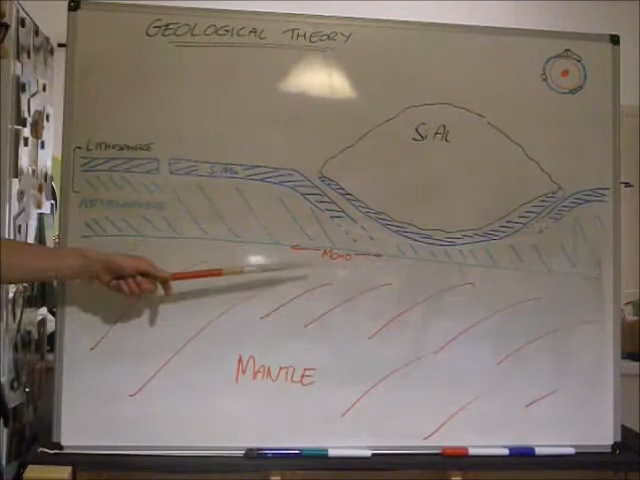 GEOLOGICAL THEORY
SiAL
LITHOSPHERE
SiMa
ASTHENOSPHERE
MOHO
MANTLE